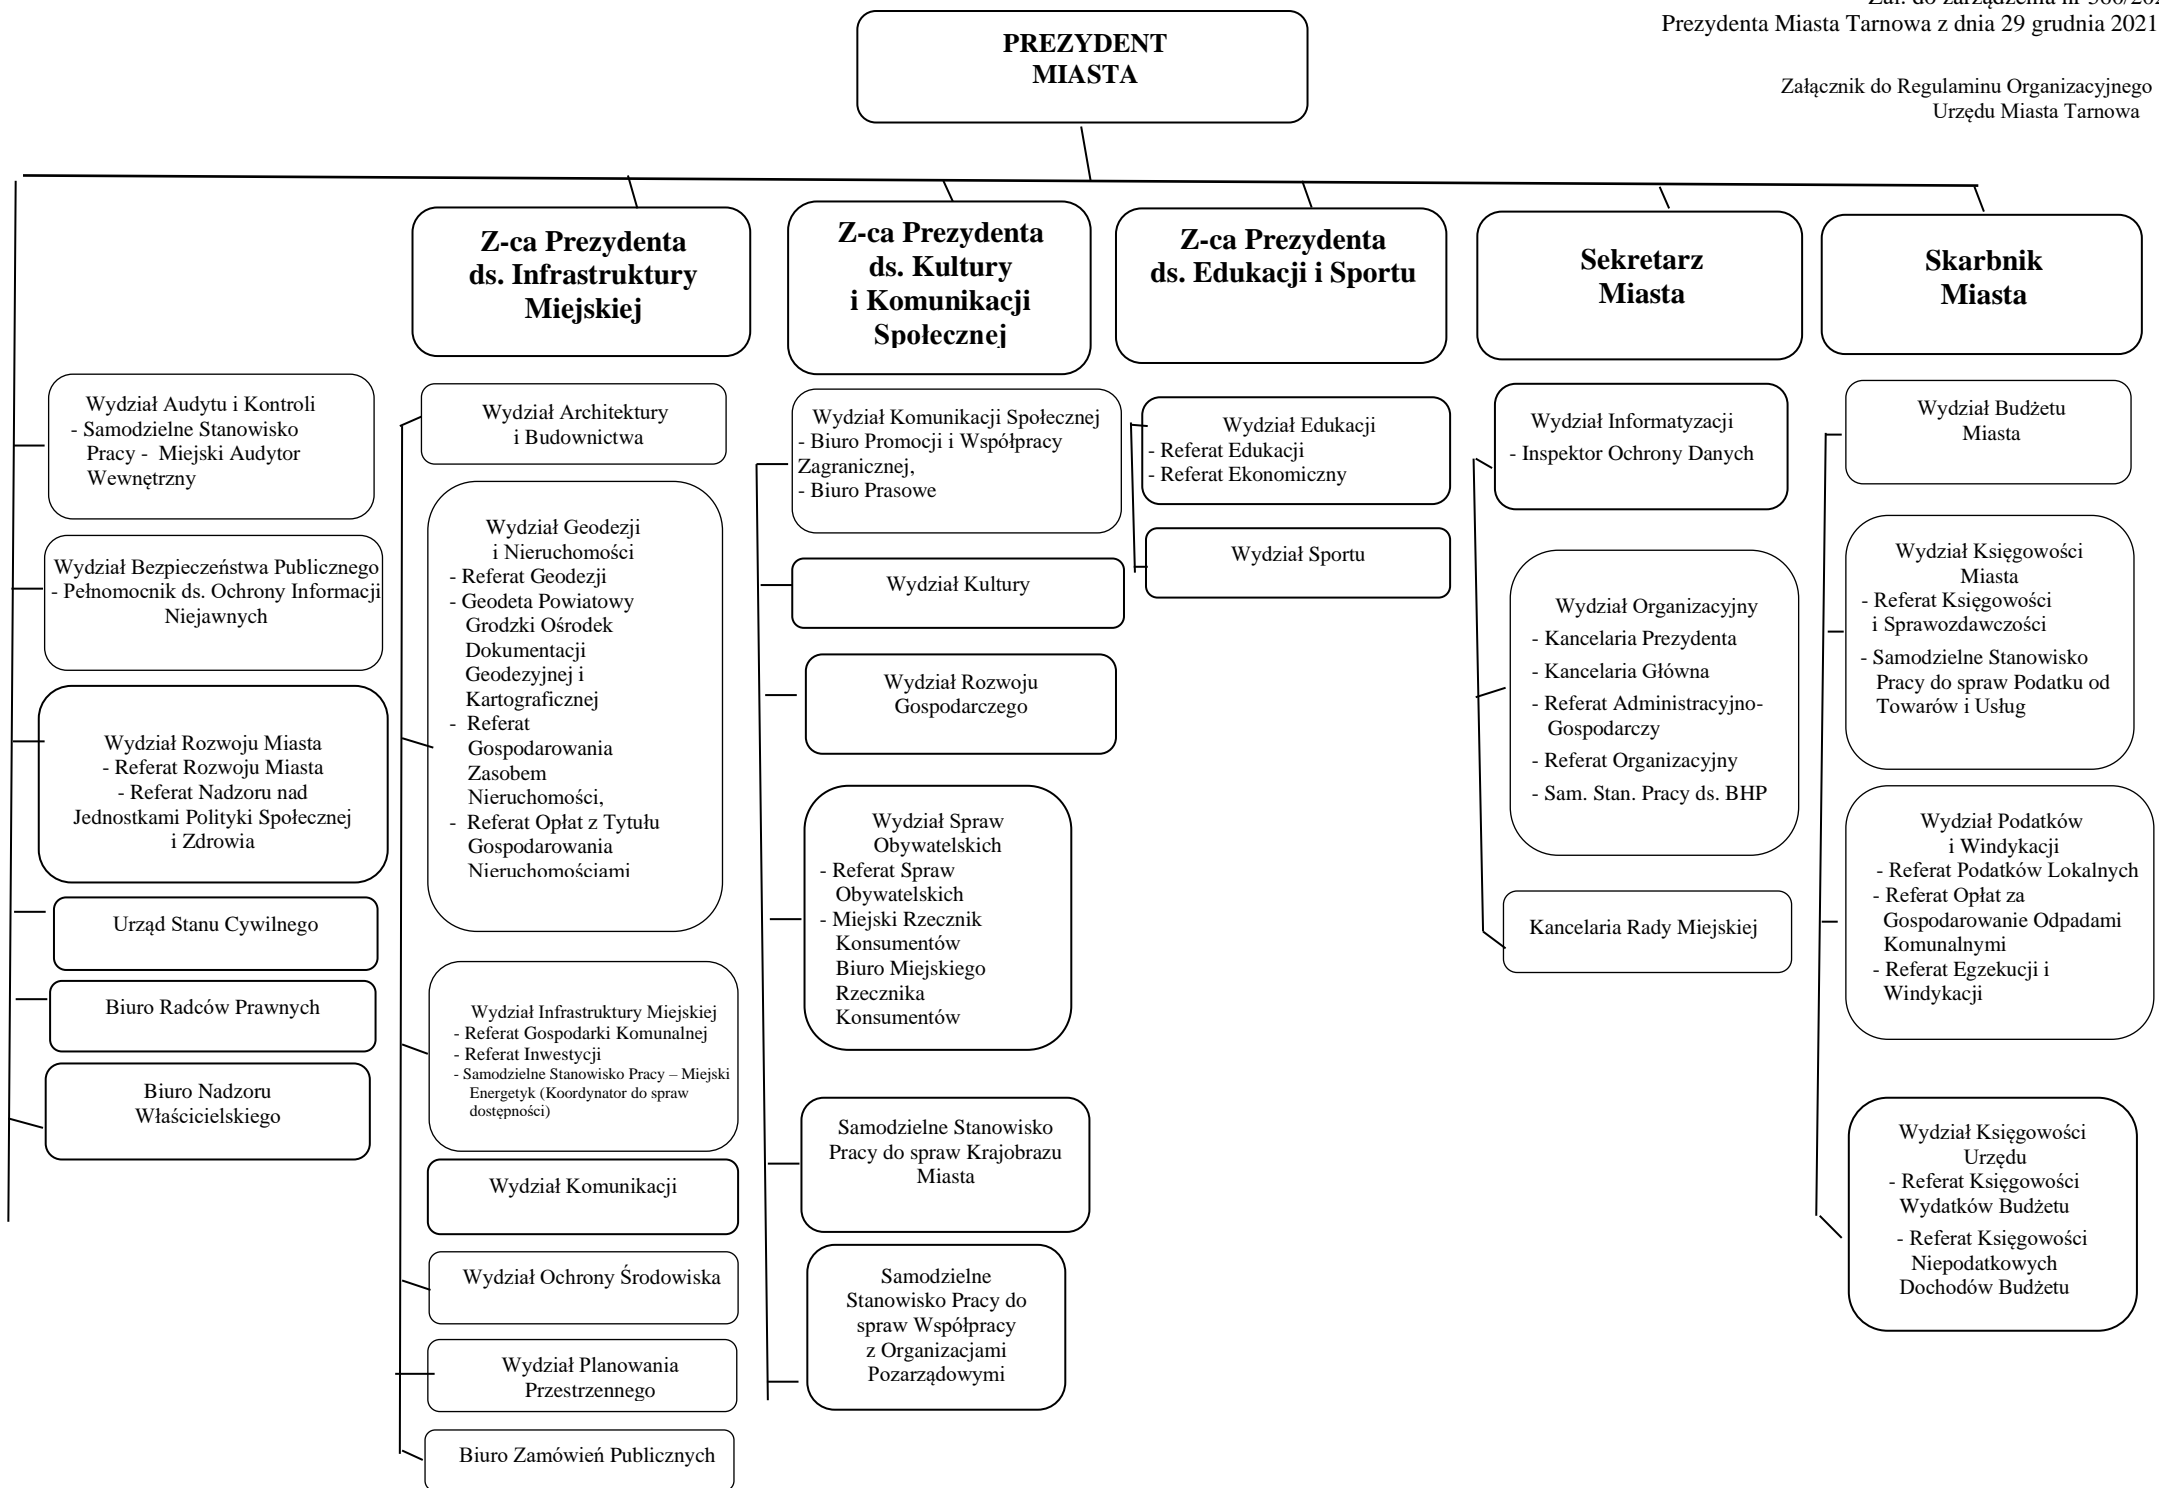 Zał. do zarządzenia nr
Prezydenta Miasta Tarnowa z dnia 29 grudnia 2021
Załącznik do Regulaminu Organizacyjnego
Urzędu Miasta Tarnowa
PREZYDENT
MIASTA
Z-ca Prezydenta
ds. Infrastruktury
Miejskiej
Z-ca Prezydenta
ds. Kultury
i Komunikacji
Społecznej
Z-ca Prezydenta
ds. Edukacji i Sportu
Sekretarz
Miasta
Skarbnik
Miasta
Wydział Audytu i Kontroli
- Samodzielne Stanowisko
Pracy - Miejski Audytor
Wewnętrzny
Wydział Bezpieczeństwa Publicznego
- Pełnomocnik ds. Ochrony Informacji
Niejawnych
Wydział Rozwoju Miasta
- Referat Rozwoju Miasta
- Referat Nadzoru nad
Jednostkami Polityki Społecznej
i Zdrowia
Urząd Stanu Cywilnego
Biuro Radców Prawnych
Biuro Nadzoru
Właścicielskiego
Wydział Architektury
i Budownictwa
Wydział Geodezji
i Nieruchomości
- Referat Geodezji
- Geodeta Powiatowy
Grodzki Ośrodek
Dokumentacji
Geodezyjnej i
Kartograficznej
- Referat
Gospodarowania
Zasobem
Nieruchomości,
- Referat Opłat z Tytułu
Gospodarowania
Nieruchomościami
Wydział Infrastruktury Miejskiej
- Referat Gospodarki Komunalnej
- Referat Inwestycji
- Samodzielne Stanowisko Pracy – Miejski
Energetyk (Koordynator do spraw
dostępności)
Wydział Komunikacji
Wydział Ochrony Środowiska
Wydział Planowania
Przestrzennego
Biuro Zamówień Publicznych
Wydział Komunikacji Społecznej
- Biuro Promocji i Współpracy
Zagranicznej,
- Biuro Prasowe
Wydział Kultury
Wydział Rozwoju
Gospodarczego
Wydział Spraw
Obywatelskich
- Referat Spraw
Obywatelskich
- Miejski Rzecznik
Konsumentów
Biuro Miejskiego
Rzecznika
Konsumentów
Samodzielne Stanowisko
Pracy do spraw Krajobrazu
Miasta
Samodzielne
Stanowisko Pracy do
spraw Współpracy
z Organizacjami
Pozarządowymi
Wydział Edukacji
- Referat Edukacji
- Referat Ekonomiczny
Wydział Sportu
Wydział Informatyzacji
- Inspektor Ochrony Danych
Wydział Organizacyjny
- Kancelaria Prezydenta
- Kancelaria Główna
- Referat Administracyjno-
Gospodarczy
- Referat Organizacyjny
- Sam. Stan. Pracy ds. BHP
Kancelaria Rady Miejskiej
Wydział Budżetu
Miasta
Wydział Księgowości
Miasta
- Referat Księgowości
i Sprawozdawczości
- Samodzielne Stanowisko
Pracy do spraw Podatku od
Towarów i Usług
Wydział Podatków
i Windykacji
- Referat Podatków Lokalnych
- Referat Opłat za
Gospodarowanie Odpadami
Komunalnymi
- Referat Egzekucji i
Windykacji
Wydział Księgowości
Urzędu
- Referat Księgowości
Wydatków Budżetu
- Referat Księgowości
Niepodatkowych
Dochodów Budżetu